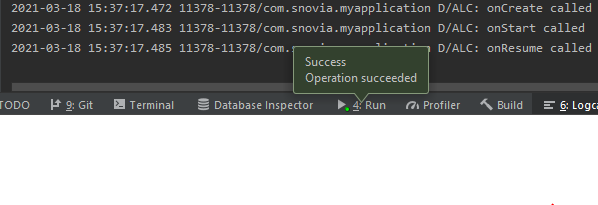 2021-03-18 15:37:17.472 11378-11378/com.snovia.myapplication D/ALC: onCreate called
2021-03-18 15:37:17.483 11378-11378/com.snovia.myapplication D/ALC: onStart called
2021-03-18 15:37:17.485 11378-11378/com.snovia.myapplication D/ALC: onResume called
Success
Operation succeeded
TODO 9: Git Terminal Database Inspector 4: Run Profiler Build 6: Logca